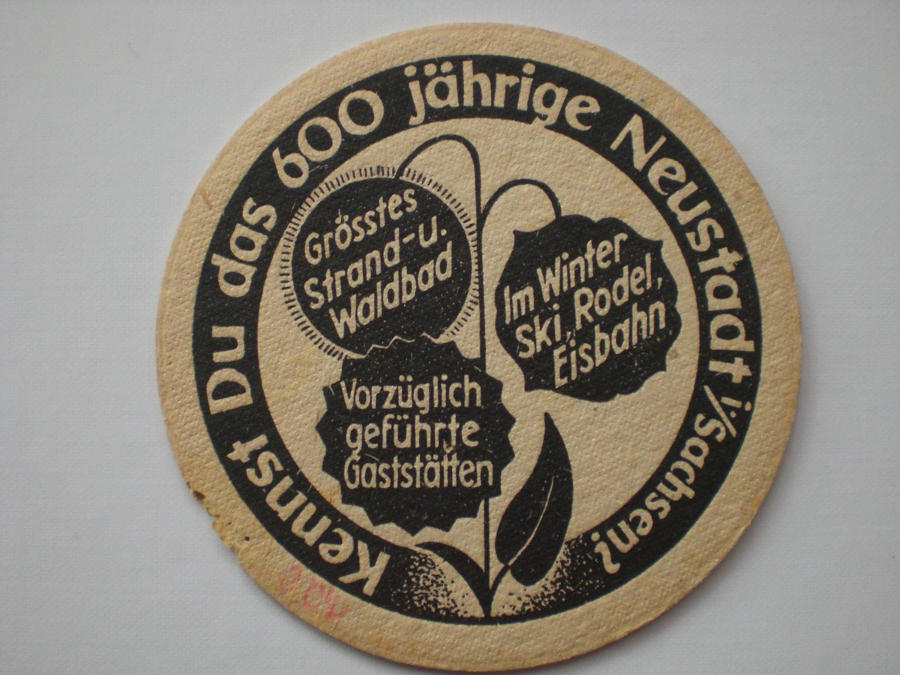 Kennst Du das 600 jährige Neustadt i/Sachsen?
Grösstes
Strand-u.
Waldbad
Im Winter
Ski, Rodel,
Eisbahn
Vorzüglich
geführte
Gaststätten